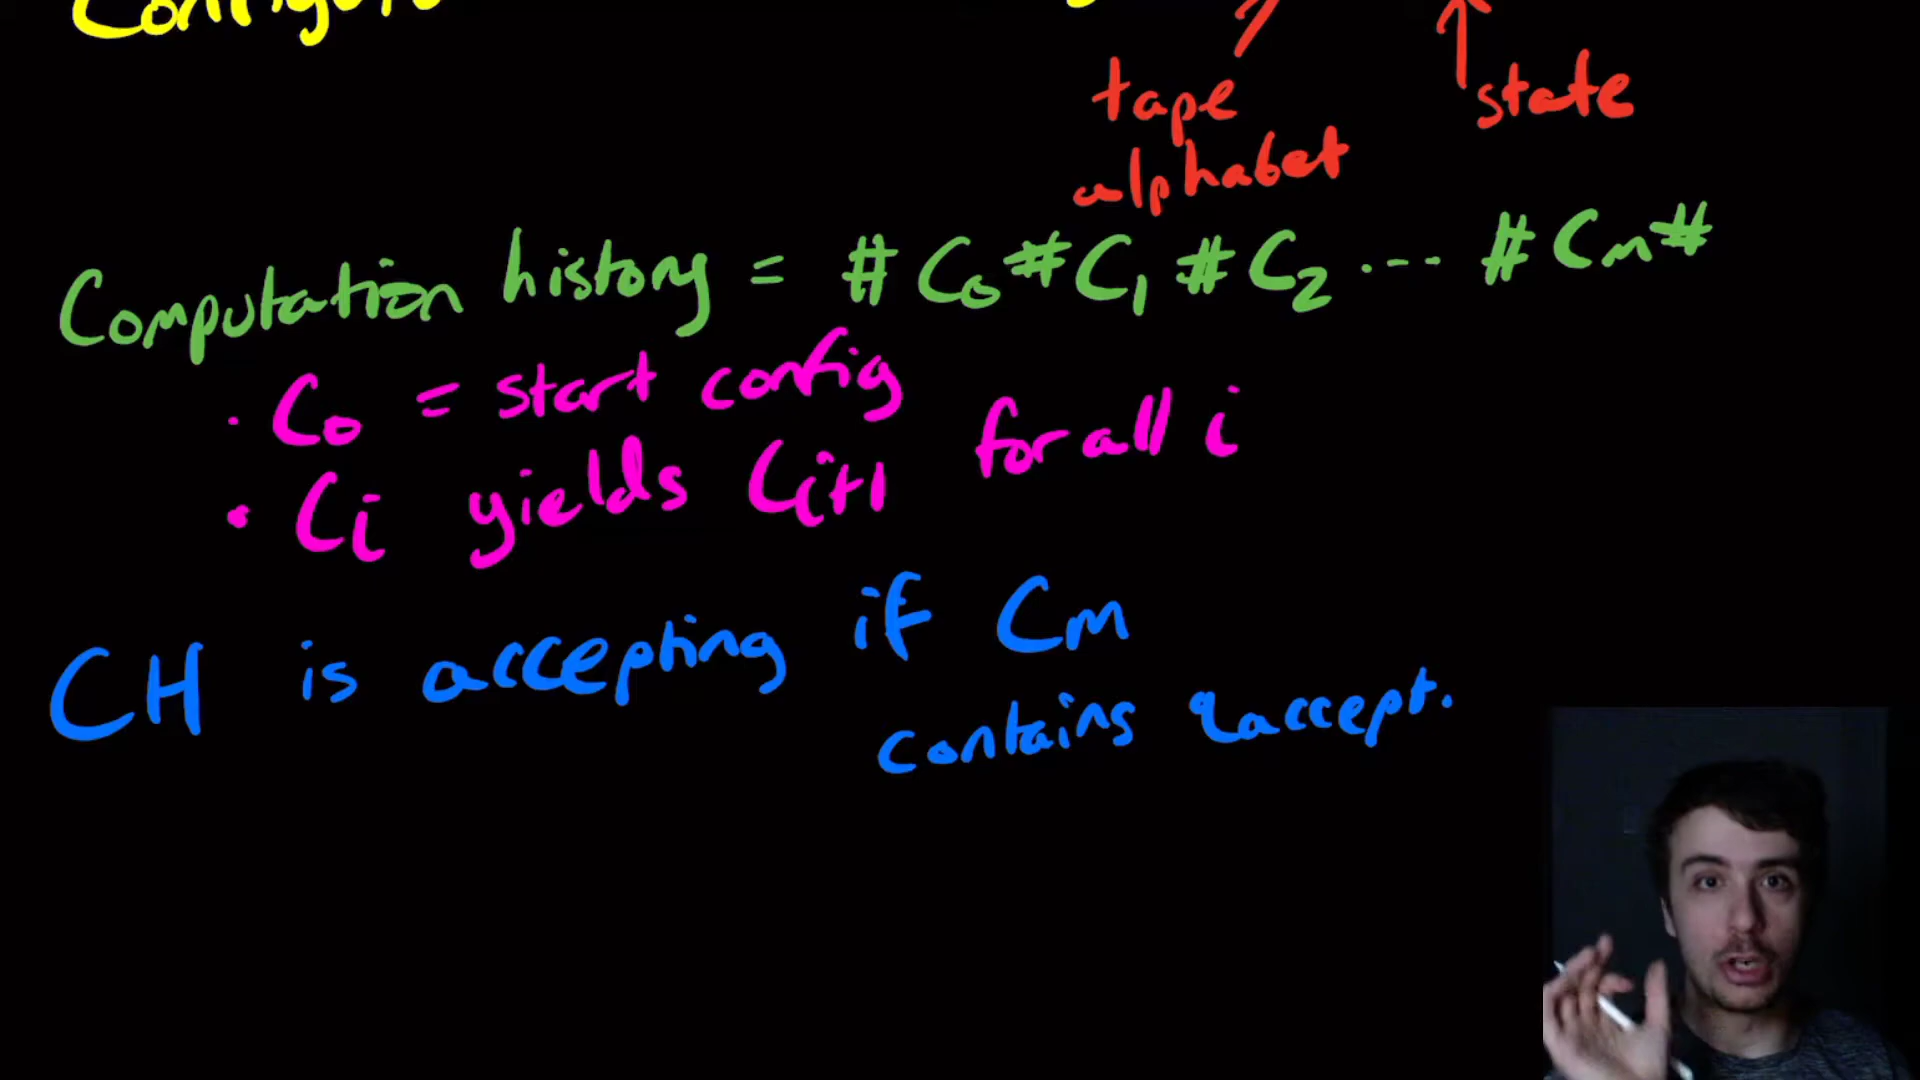 state
tape
alphabet
Computation history = # C0 # C1 # C2 ... # Cm #
· C0 = start config
· Ci yields Ci+1 for all i
CH is accepting if Cm
contains qaccept.